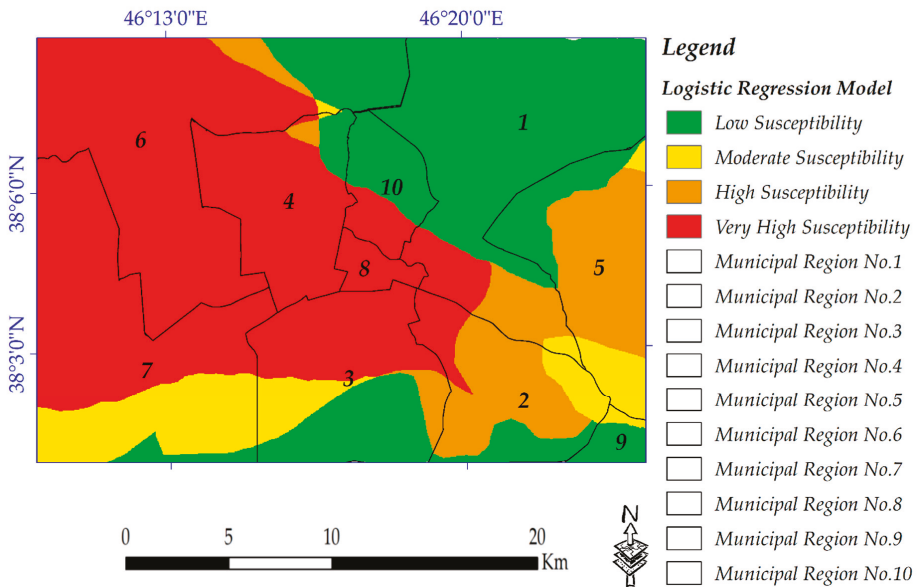 46°13'0"E
46°20'0"E
38°6'0"N
38°3'0"N
6
1
4
10
8
5
7
3
2
9
Legend
Logistic Regression Model
Low Susceptibility
Moderate Susceptibility
High Susceptibility
Very High Susceptibility
Municipal Region No.1
Municipal Region No.2
Municipal Region No.3
Municipal Region No.4
Municipal Region No.5
Municipal Region No.6
Municipal Region No.7
Municipal Region No.8
Municipal Region No.9
Municipal Region No.10
0 5 10 20
Km
N